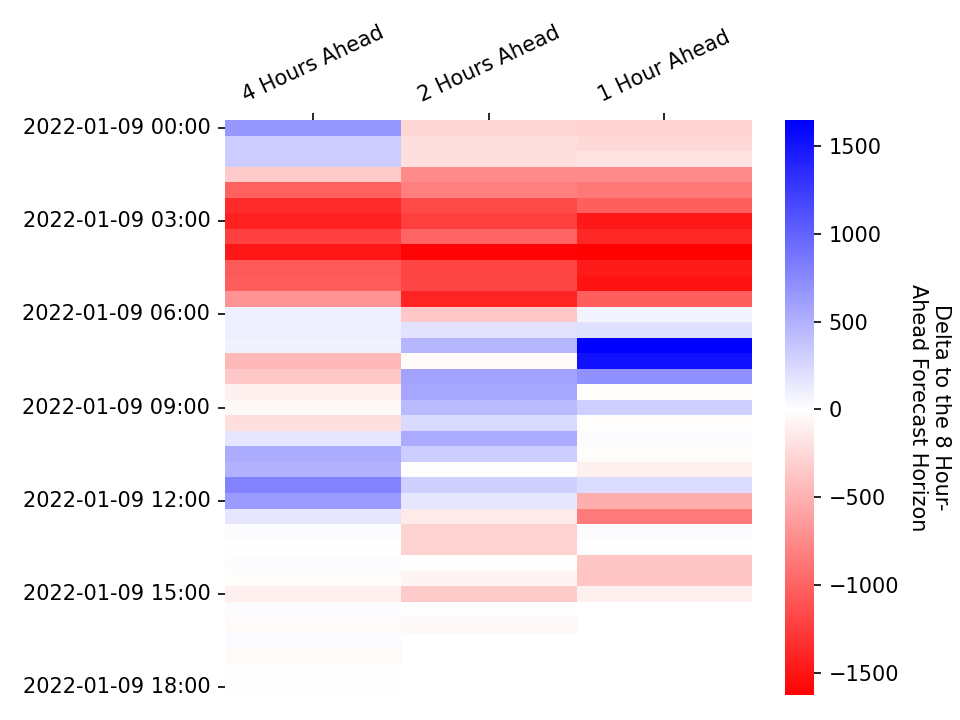 4 Hours Ahead
2 Hours Ahead
1 Hour Ahead
2022-01-09 00:00
2022-01-09 03:00
2022-01-09 06:00
2022-01-09 09:00
2022-01-09 12:00
2022-01-09 15:00
2022-01-09 18:00
1500
1000
500
0
−500
−1000
−1500
Delta to the 8 Hour-
Ahead Forecast Horizon